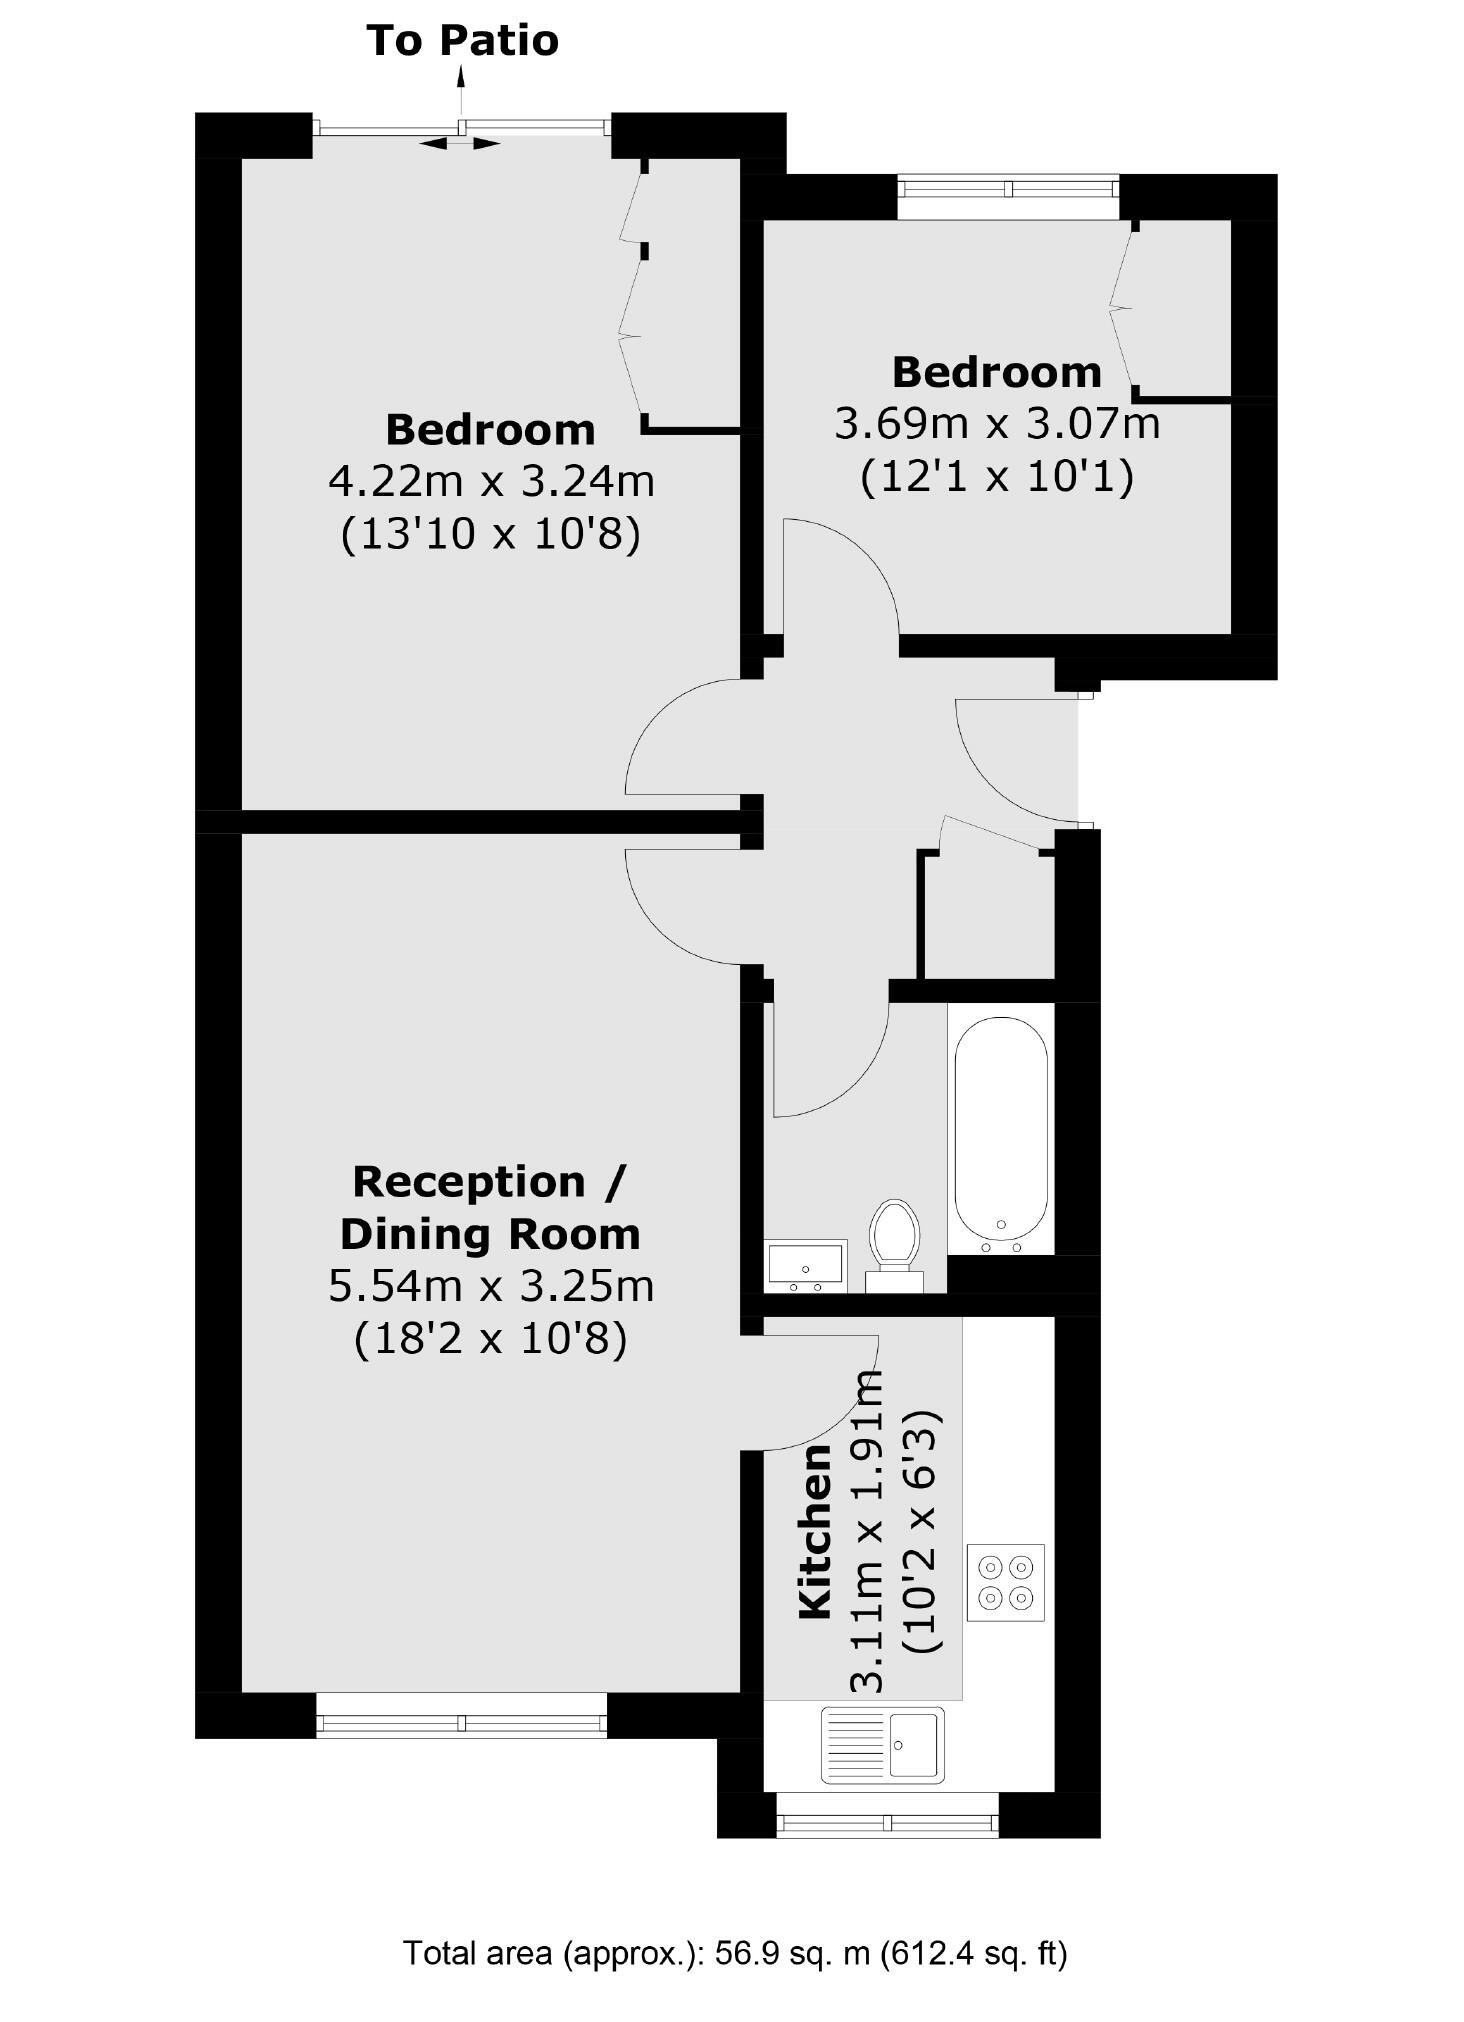 To Patio
Bedroom
4.22m x 3.24m
(13'10 x 10'8)
Bedroom
3.69m x 3.07m
(12'1 x 10'1)
Reception /
Dining Room
5.54m x 3.25m
(18'2 x 10'8)
Kitchen
3.11m x 1.91m
(10'2 x 6'3)
Total area (approx.): 56.9 sq. m (612.4 sq. ft)